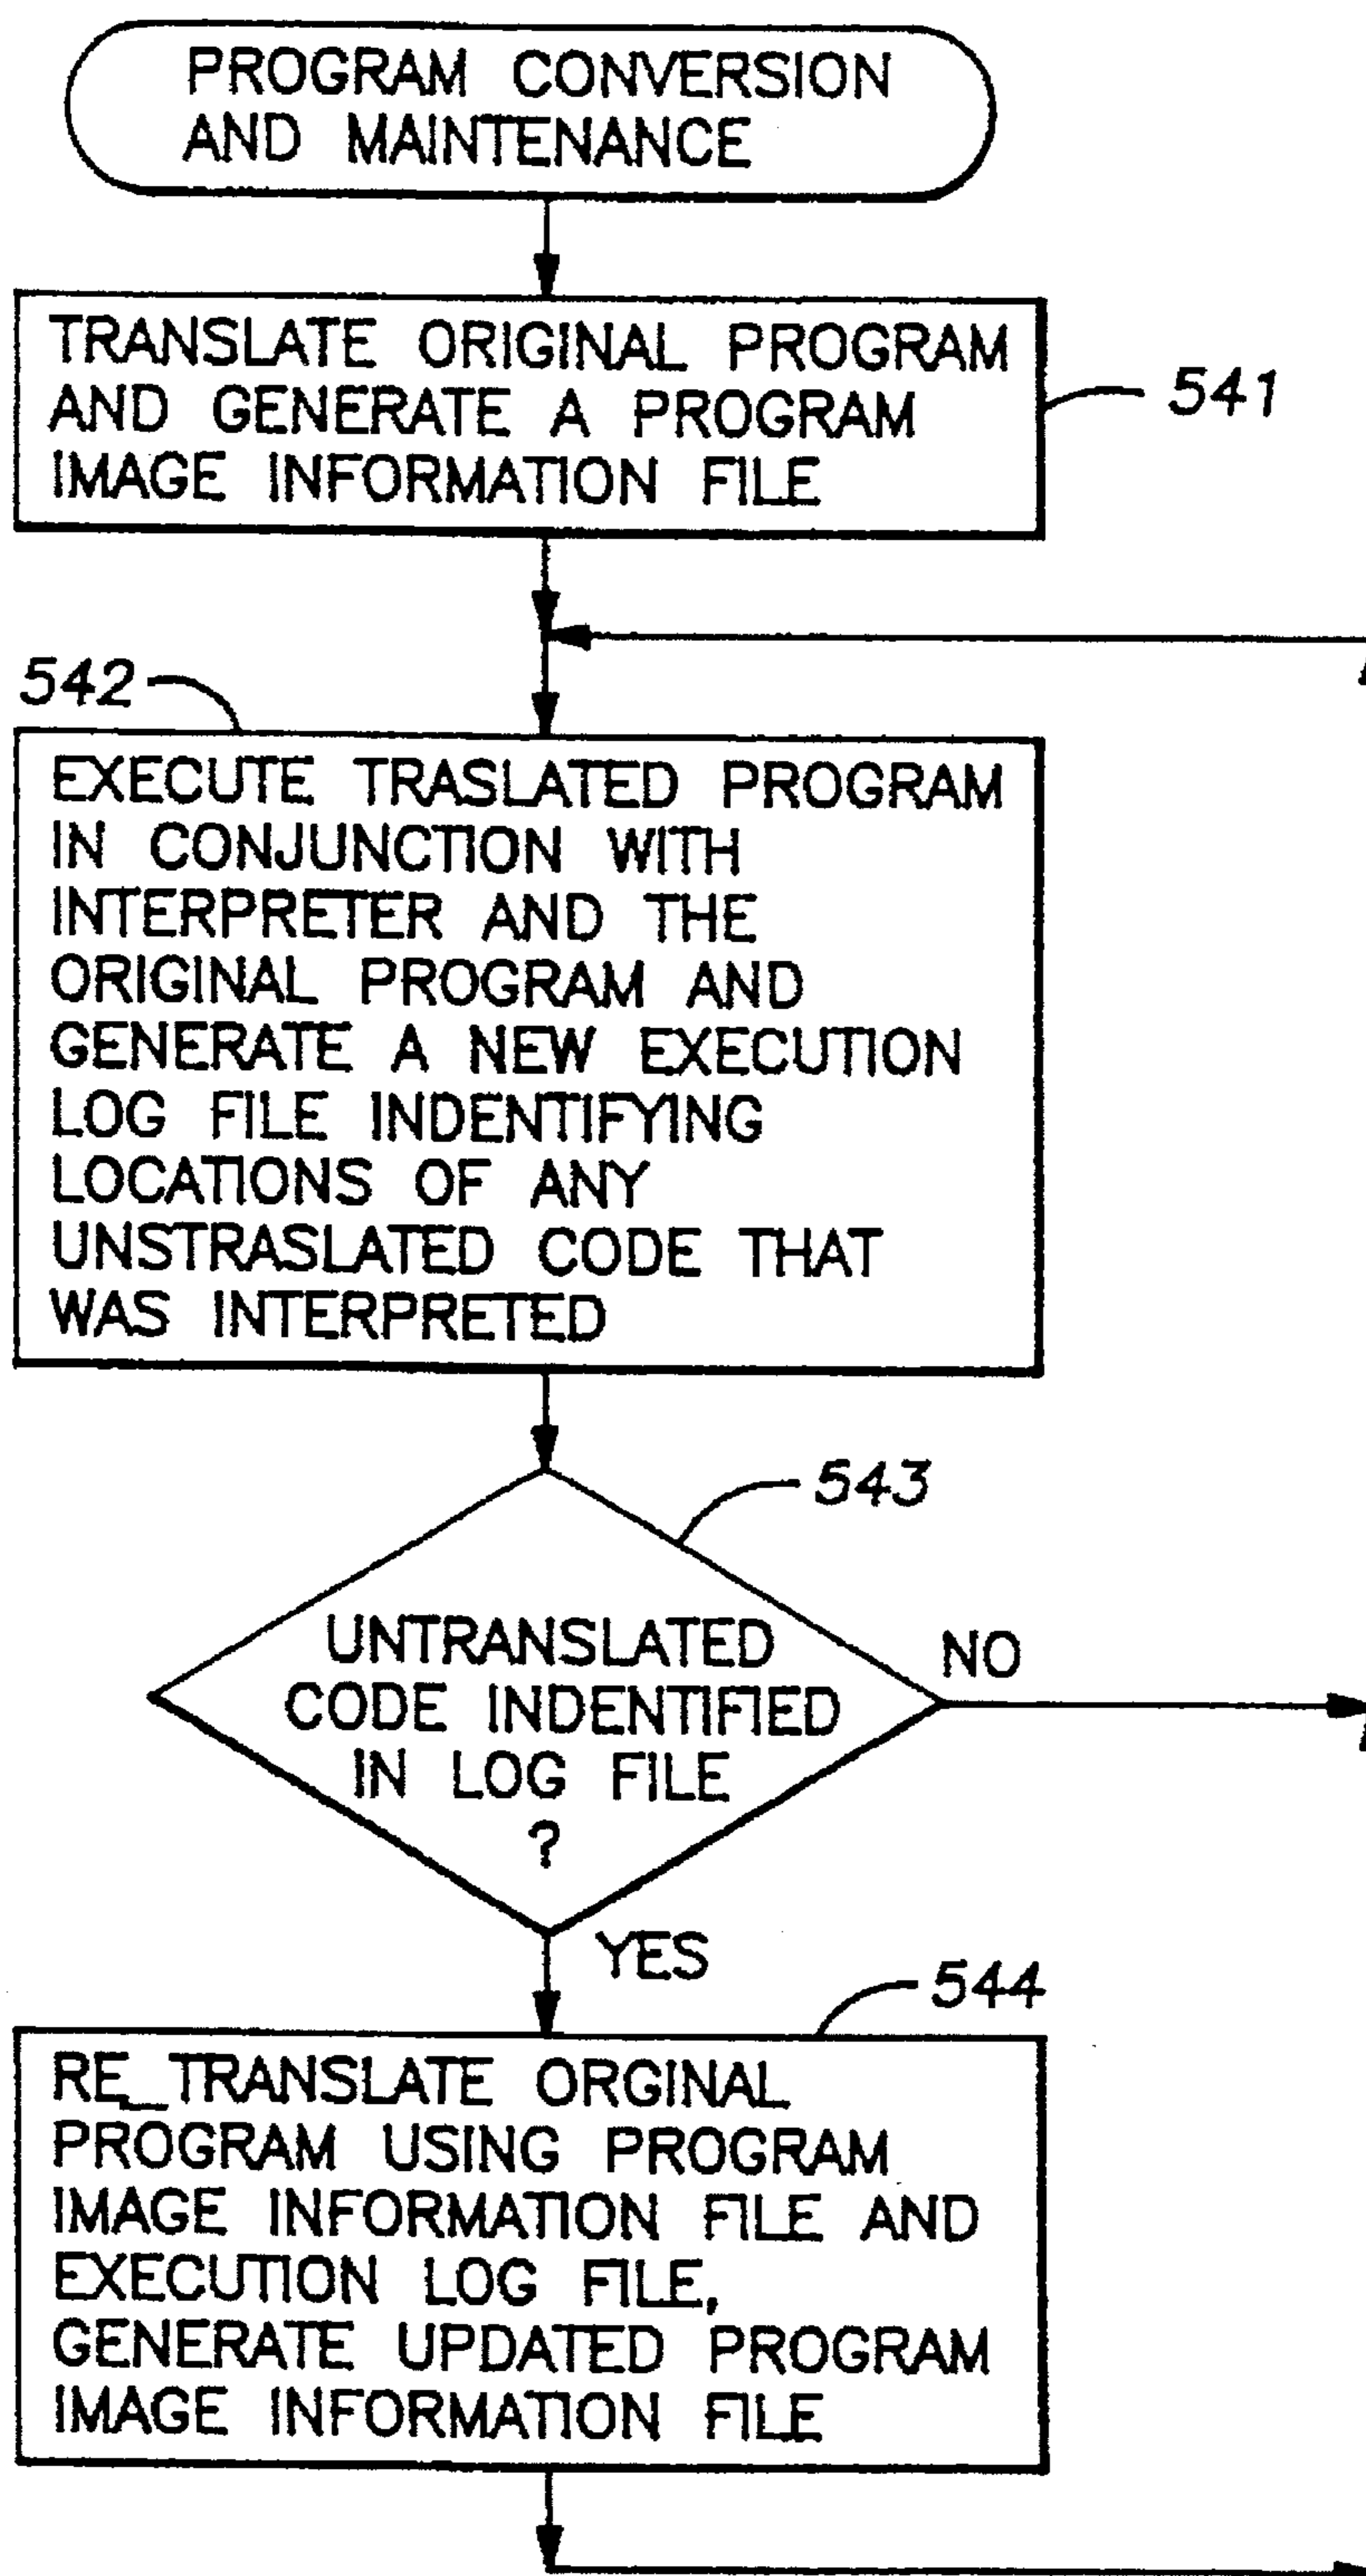 PROGRAM CONVERSION
AND MAINTENANCE
TRANSLATE ORIGINAL PROGRAM
AND GENERATE A PROGRAM
IMAGE INFORMATION FILE
541
542
EXECUTE TRASLATED PROGRAM
IN CONJUNCTION WITH
INTERPRETER AND THE
ORIGINAL PROGRAM AND
GENERATE A NEW EXECUTION
LOG FILE INDENTIFYING
LOCATIONS OF ANY
UNSTRASLATED CODE THAT
WAS INTERPRETED
543
UNTRANSLATED
CODE INDENTIFIED
IN LOG FILE
?
NO
YES
544
RE_TRANSLATE ORGINAL
PROGRAM USING PROGRAM
IMAGE INFORMATION FILE AND
EXECUTION LOG FILE,
GENERATE UPDATED PROGRAM
IMAGE INFORMATION FILE